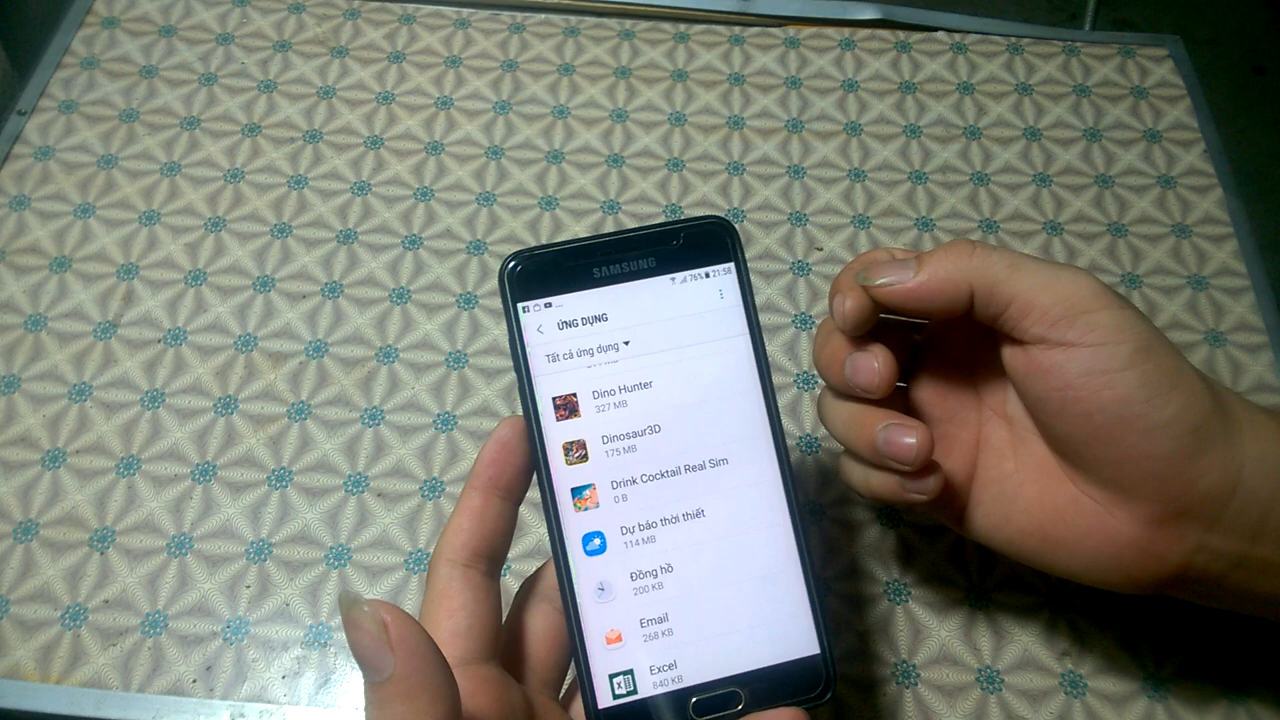 SAMSUNG
76% 21:58
ỨNG DỤNG
Tất cả ứng dụng
Dino Hunter
327 MB
Dinosaur3D
175 MB
Drink Cocktail Real Sim
0 B
Dự báo thời thiết
114 MB
Đồng hồ
200 KB
Email
268 KB
Excel
840 KB